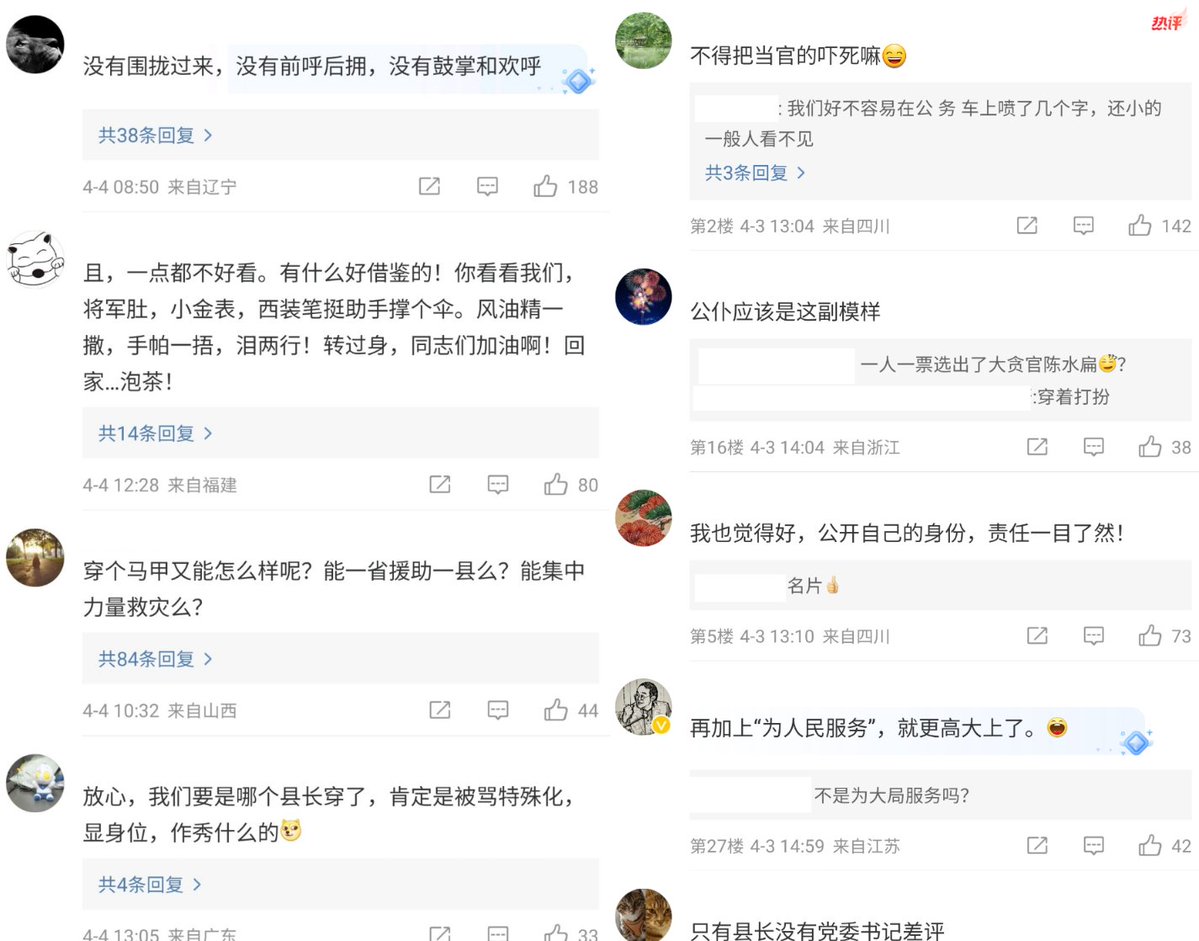 没有围拢过来，没有前呼后拥，没有鼓掌和欢呼
共38条回复 >
4-4 08:50 来自辽宁
188
且，一点都不好看。有什么好借鉴的！你看看我们，
将军肚，小金表，西装笔挺助手撑个伞。风油精一
撒，手帕一捂，泪两行！转过身，同志们加油啊！回
家...泡茶！
共14条回复 >
4-4 12:28 来自福建
80
穿个马甲又能怎么样呢？能一省援助一县么？能集中
力量救灾么？
共84条回复 >
4-4 10:32 来自山西
44
放心，我们要是哪个县长穿了，肯定是被骂特殊化，
显身位，作秀什么的
共4条回复 >
4-4 13:05 来自广东
33
热评
不得把当官的吓死嘛😄
: 我们好不容易在公 务 车上喷了几个字，还小的
一般人看不见
共3条回复 >
第2楼 4-3 13:04 来自四川
142
公仆应该是这副模样
一人一票选出了大贪官陈水扁？
:穿着打扮
第16楼 4-3 14:04 来自浙江
38
我也觉得好，公开自己的身份，责任一目了然！
名片👍
第5楼 4-3 13:10 来自四川
73
再加上“为人民服务”，就更高大上了。
不是为大局服务吗？
第27楼 4-3 14:59 来自江苏
42
只有县长没有党委书记差评